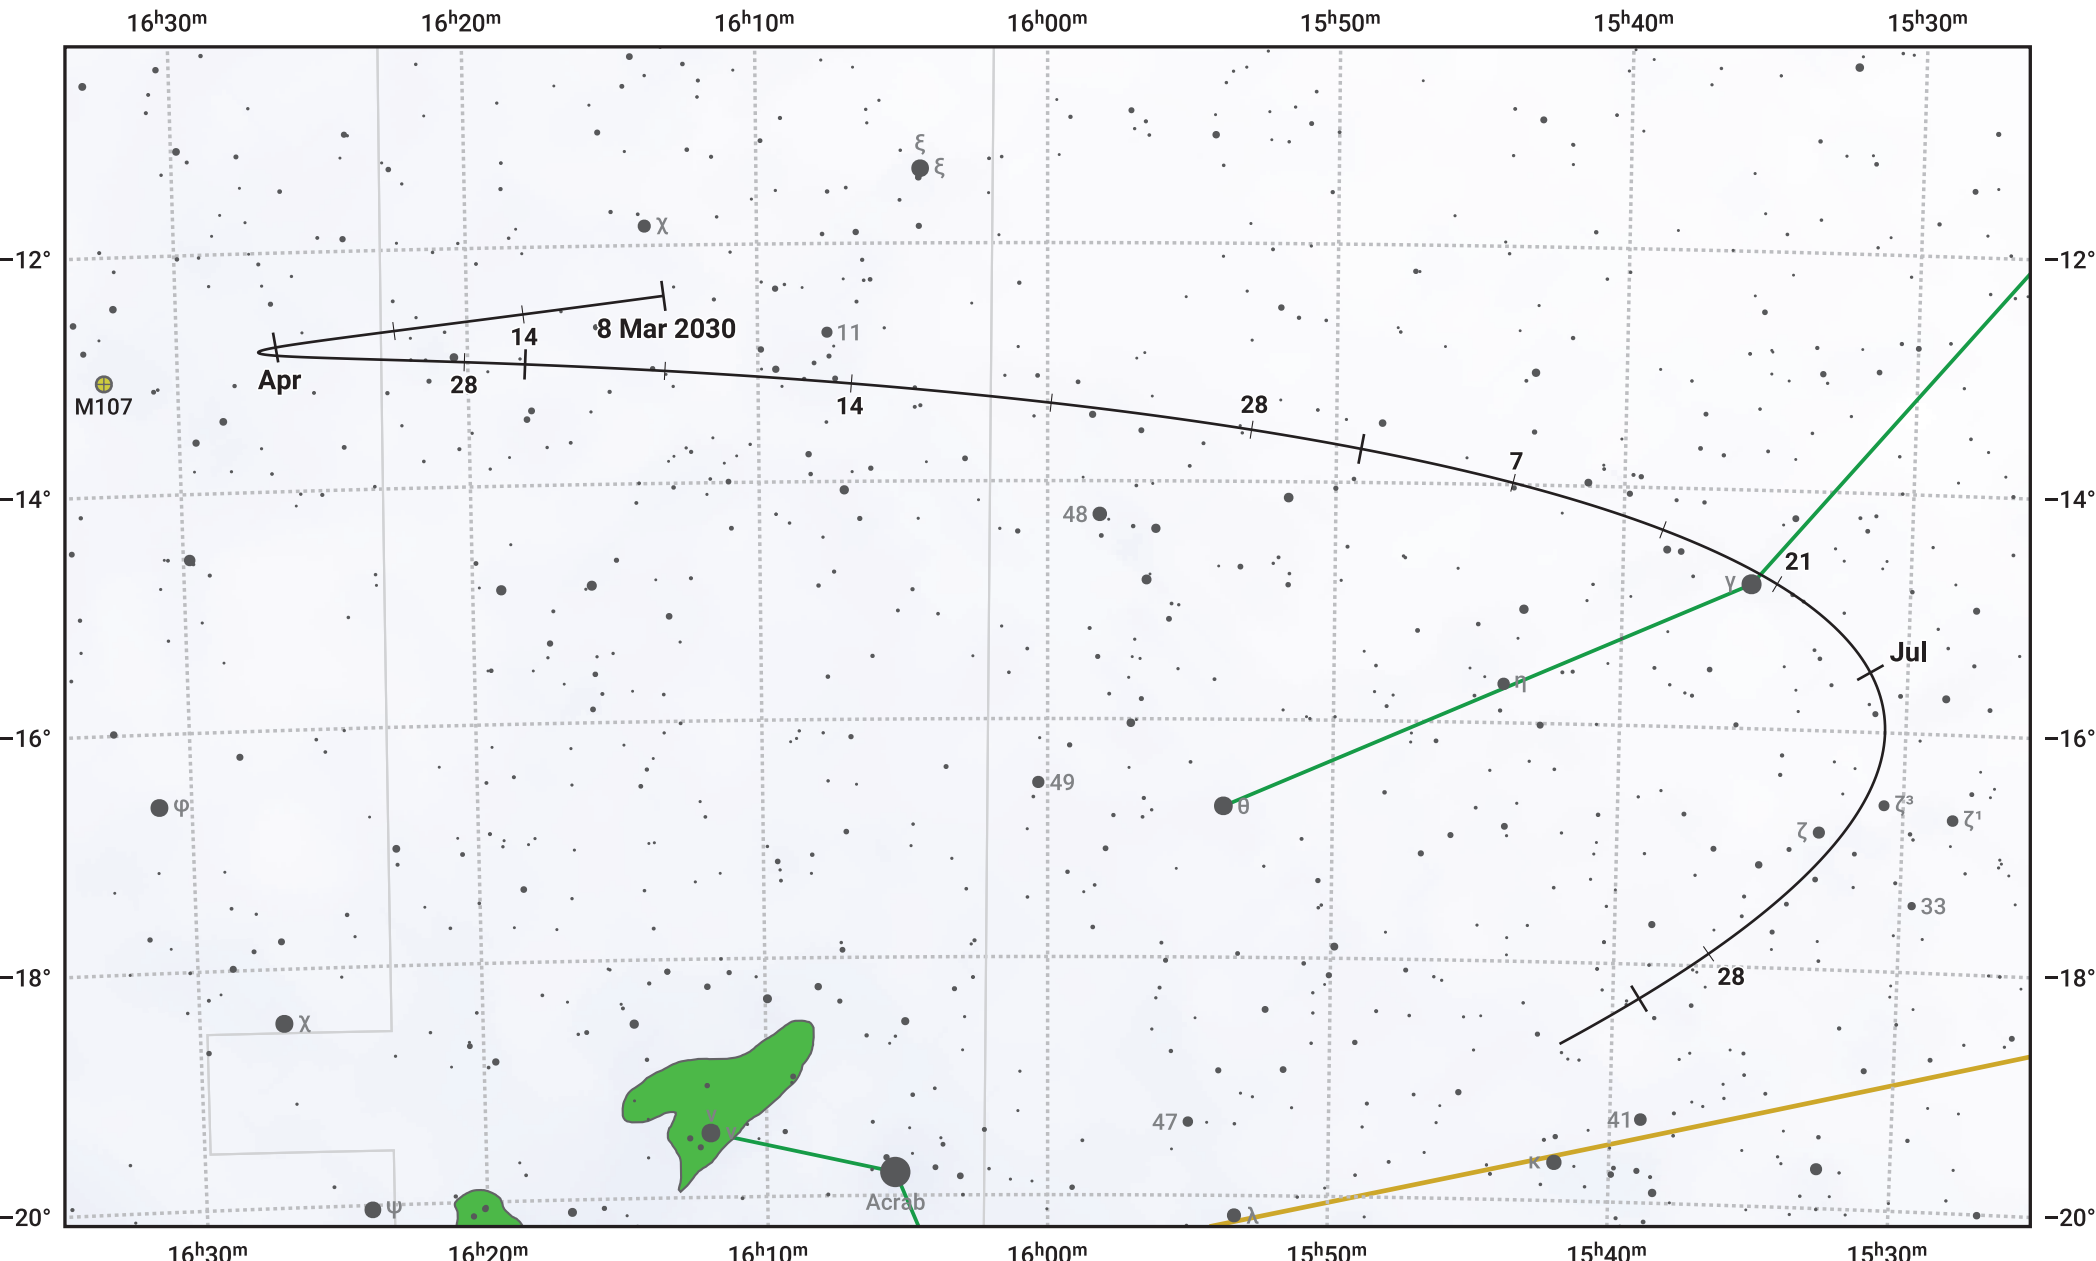 16ʰ30ᵐ 16ʰ20ᵐ 16ʰ10ᵐ 16ʰ00ᵐ 15ʰ50ᵐ 15ʰ40ᵐ 15ʰ30ᵐ
ξ
ξ
χ
−12° −12°
8 Mar 2030
14
11
Apr
28
M107
14
28
7
−14° −14°
48
21
γ
Jul
η
−16° −16°
49
θ
φ
ζ³
ζ¹
ζ
33
−18° −18°
28
χ
ν
ν
47
41
κ
Acrab
ψ
λ
−20° −20°
16ʰ30ᵐ 16ʰ20ᵐ 16ʰ10ᵐ 16ʰ00ᵐ 15ʰ50ᵐ 15ʰ40ᵐ 15ʰ30ᵐ